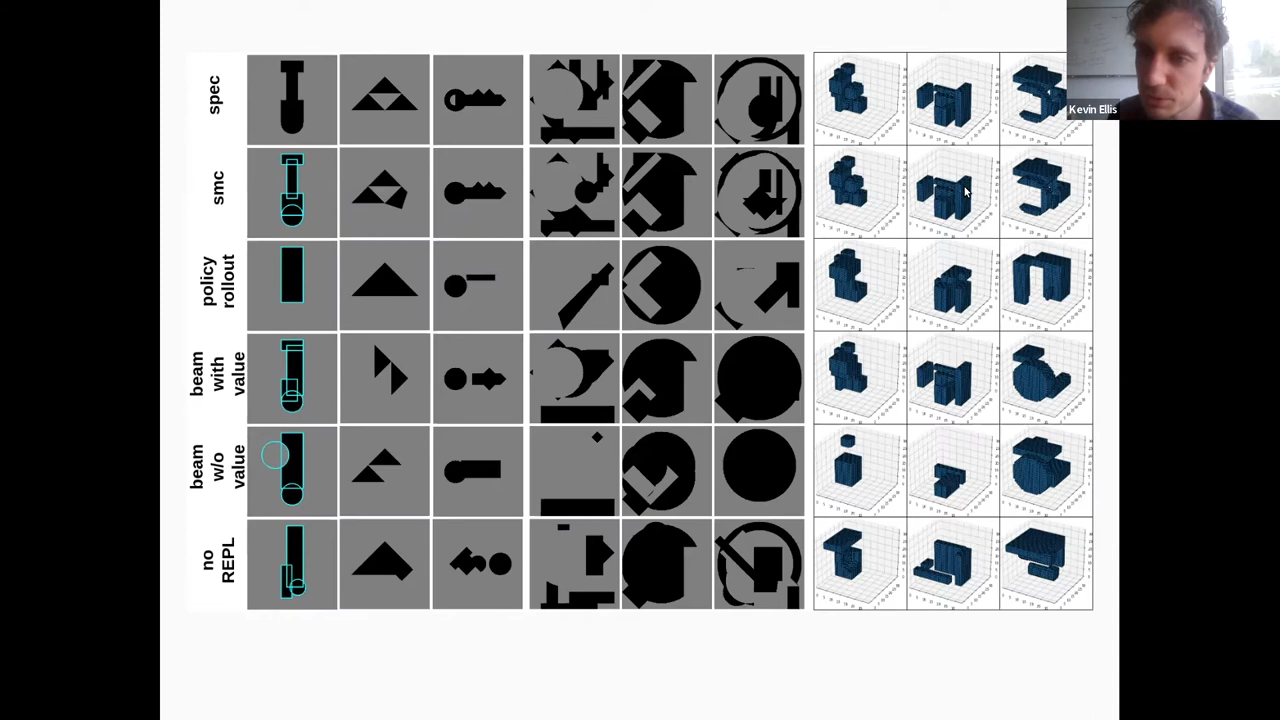 spec
smc
policy
rollout
beam
with
value
beam
w/o
value
no
REPL
Kevin Ellis